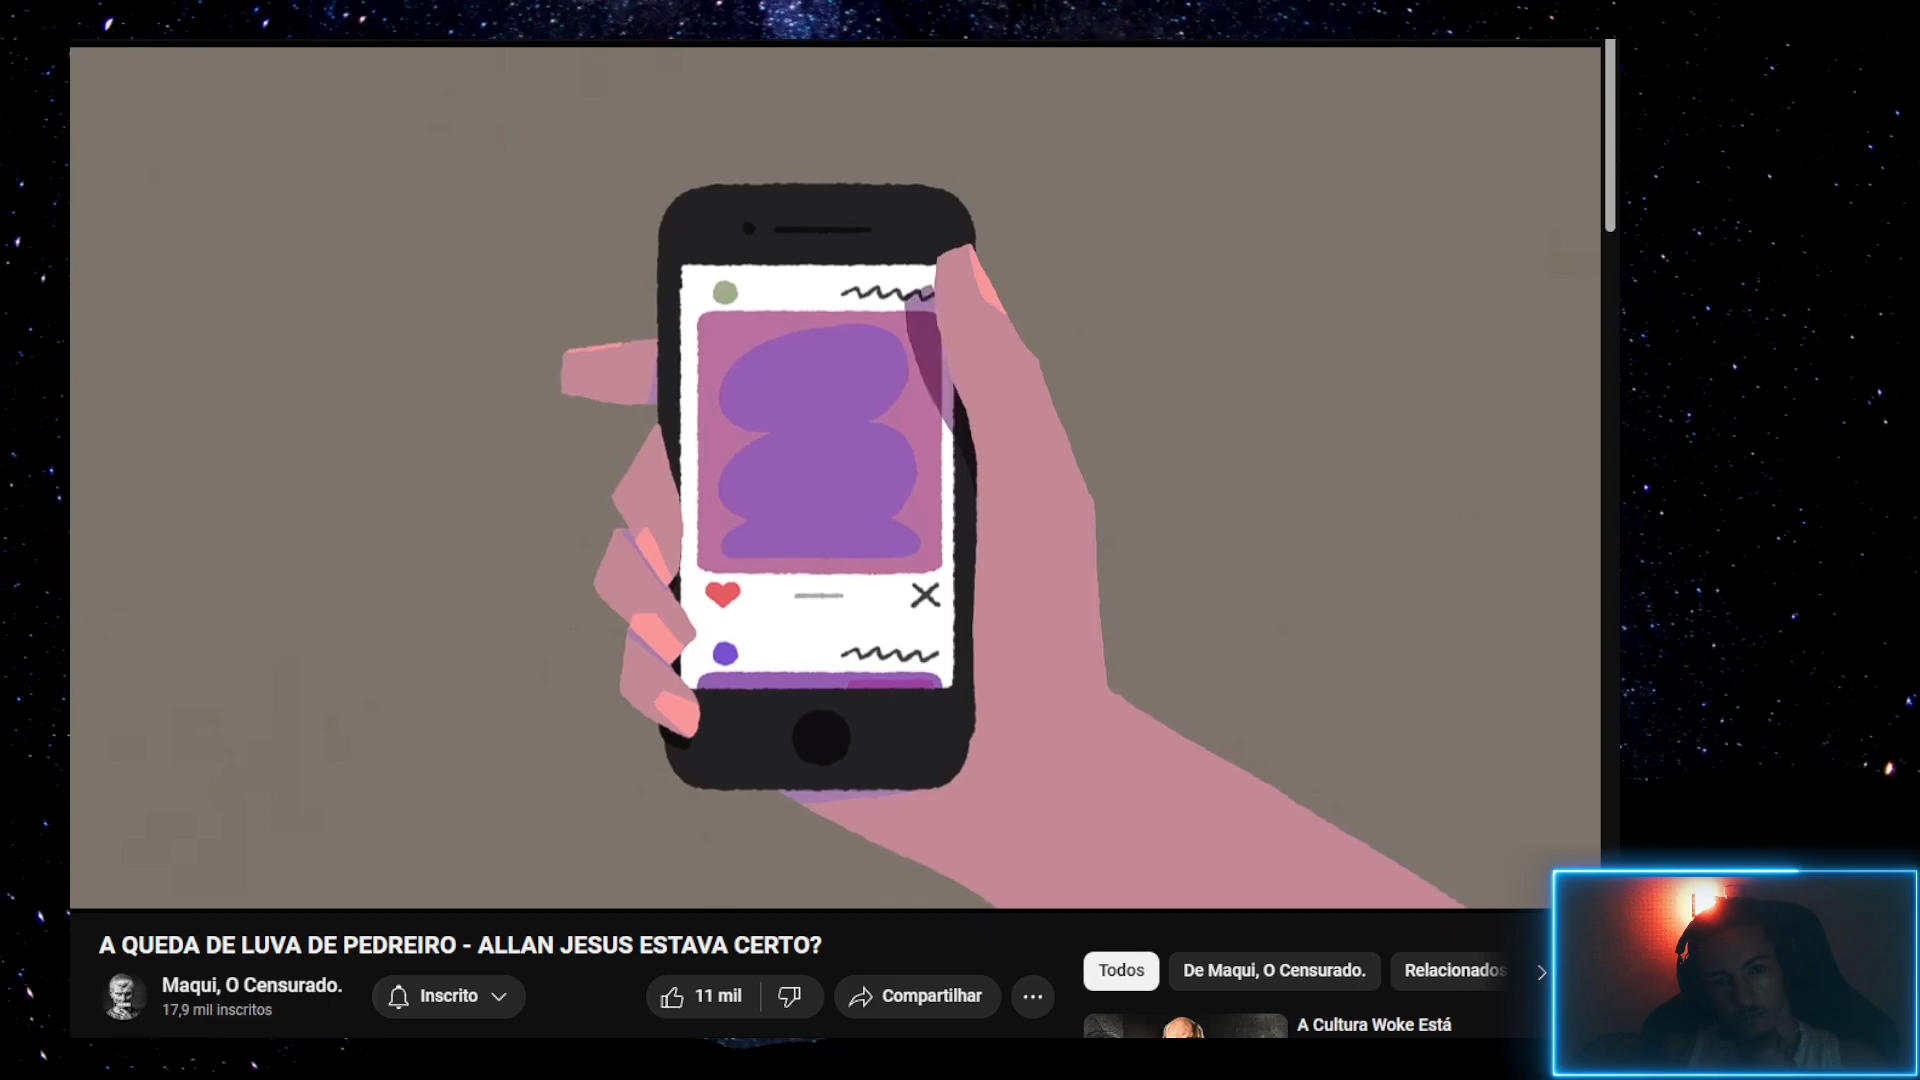 A QUEDA DE LUVA DE PEDREIRO - ALLAN JESUS ESTAVA CERTO?
Maqui, O Censurado.
17,9 mil inscritos
Inscrito
11 mil
Compartilhar
Todos
De Maqui, O Censurado.
Relacionados
A Cultura Woke Está